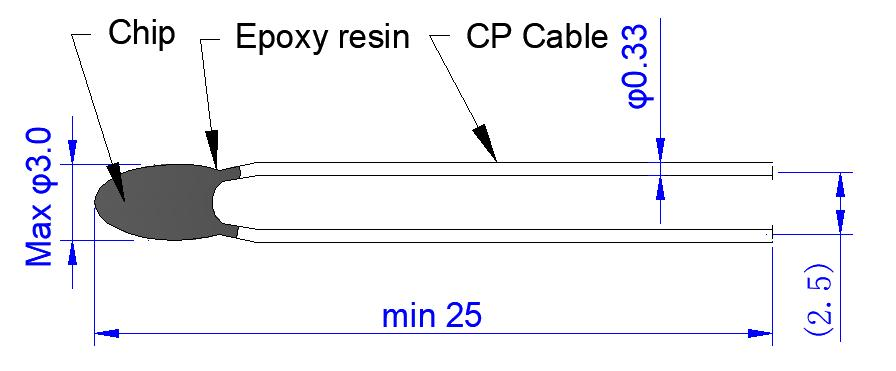 Chip
Epoxy resin
CP Cable
φ0.33
Max φ3.0
min 25
(2.5)